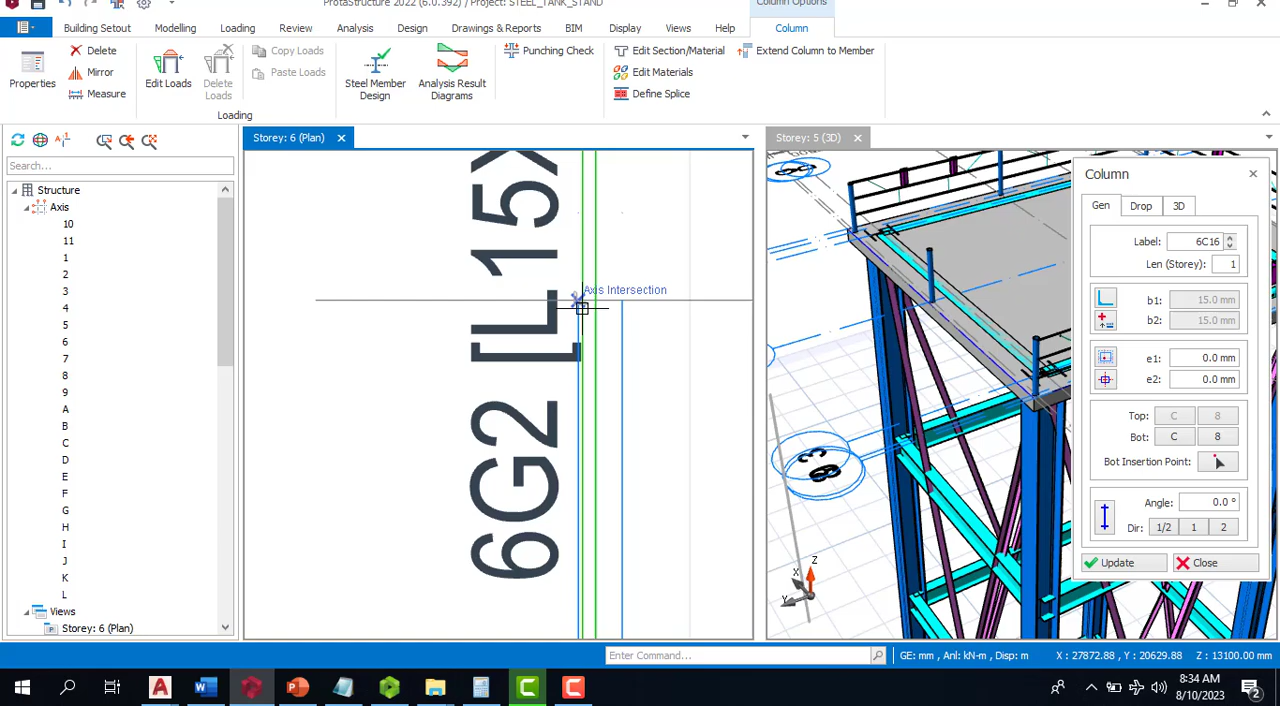 ProtaStructure 2022 (6.0.392) / Project: STEEL_TANK_STAND
Column Options
Building Setout
Modelling
Loading
Review
Analysis
Design
Drawings & Reports
BIM
Display
Views
Help
Column
Properties
Delete
Mirror
Measure
Edit Loads
Delete Loads
Copy Loads
Paste Loads
Loading
Steel Member Design
Analysis Result Diagrams
Punching Check
Edit Section/Material
Edit Materials
Define Splice
Extend Column to Member
Storey: 6 (Plan)
Storey: 5 (3D)
Search...
Structure
Axis
10
11
1
2
3
4
5
6
7
8
9
A
B
C
D
E
F
G
H
I
J
K
L
Views
Storey: 6 (Plan)
6G2 [L 15X
Axis Intersection
Column
Gen
Drop
3D
Label: 6C16
Len (Storey): 1
b1: 15.0 mm
b2: 15.0 mm
e1: 0.0 mm
e2: 0.0 mm
Top: C 8
Bot: C 8
Bot Insertion Point:
Angle: 0.0 °
Dir: 1/2 1 2
Update
Close
X
Y
Z
Enter Command...
GE: mm, Anl: kN-m, Disp: m
X : 27872.88 , Y : 20629.88
Z : 13100.00 mm
8:34 AM
8/10/2023
2